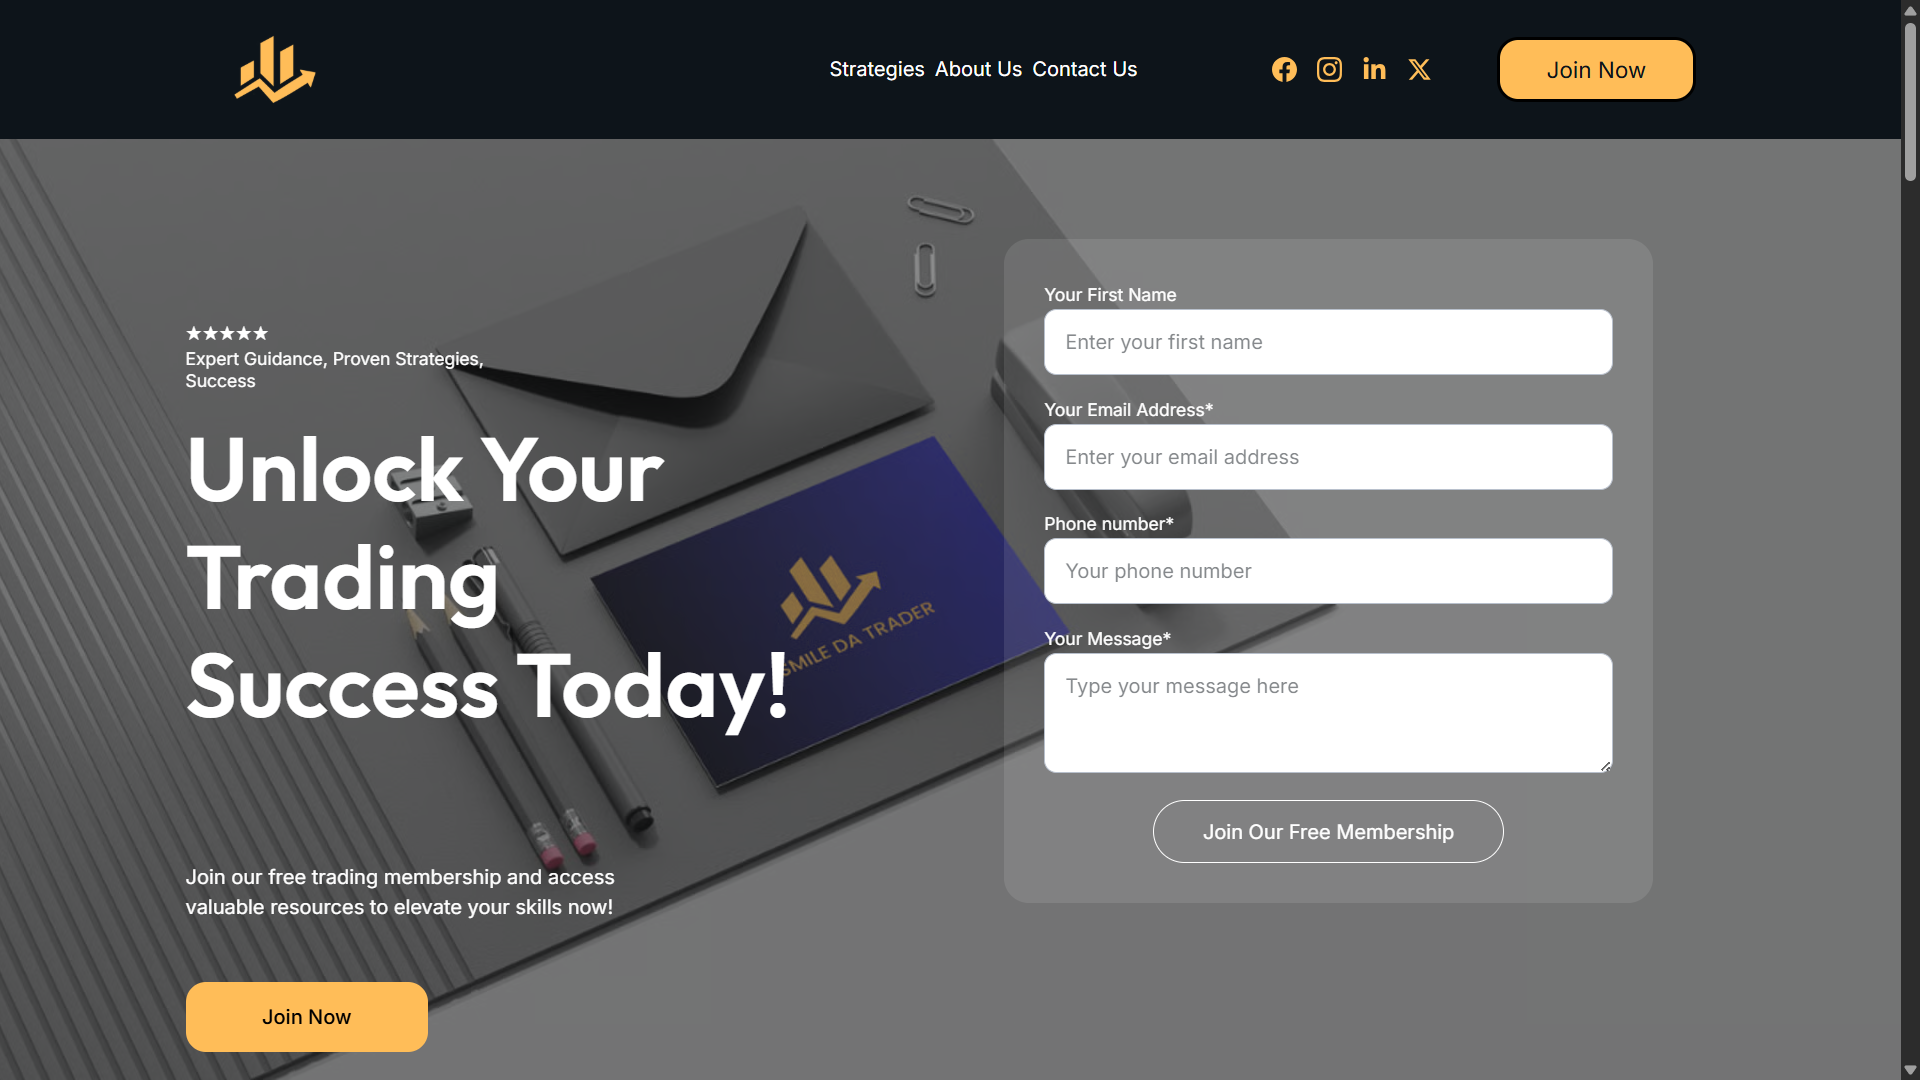 Strategies About Us Contact Us
Join Now
★★★★★
Expert Guidance, Proven Strategies,
Success
Unlock Your
Trading
Success Today!
SMILE DA TRADER
Join our free trading membership and access
valuable resources to elevate your skills now!
Join Now
Your First Name
Enter your first name
Your Email Address*
Enter your email address
Phone number*
Your phone number
Your Message*
Type your message here
Join Our Free Membership